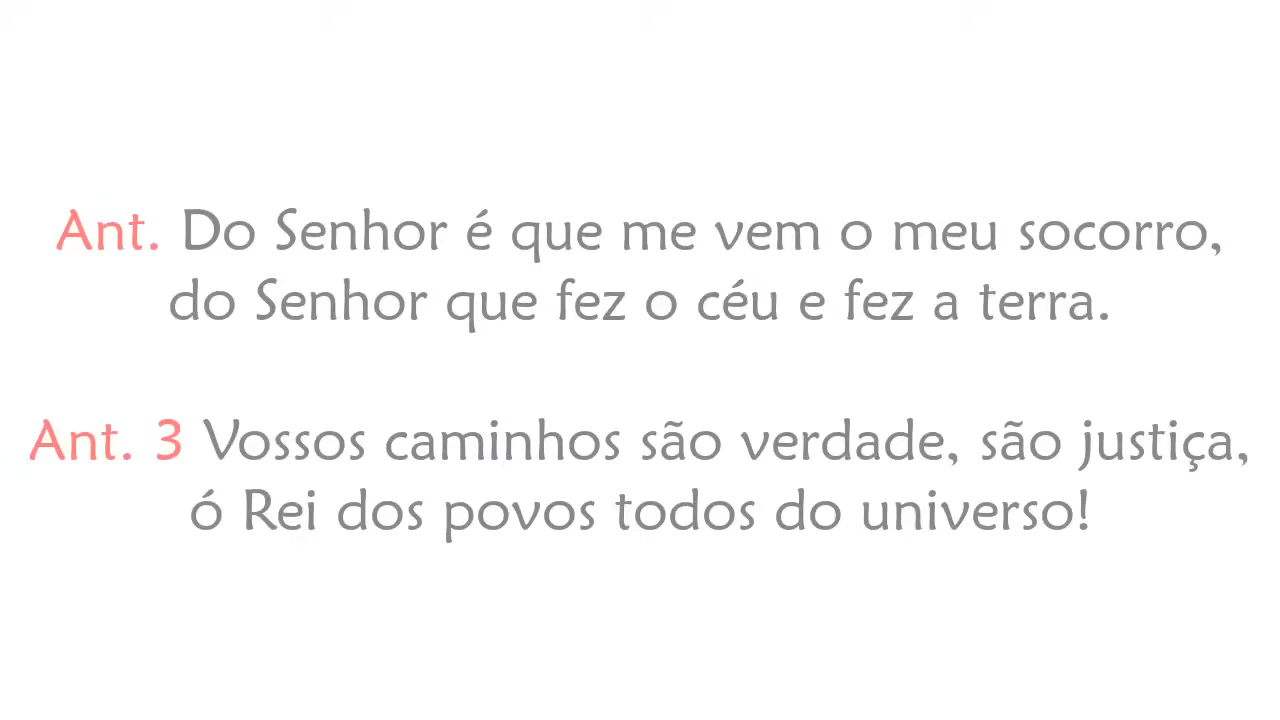 Ant. Do Senhor é que me vem o meu socorro,
do Senhor que fez o céu e fez a terra.
Ant. 3 Vossos caminhos são verdade, são justiça,
ó Rei dos povos todos do universo!